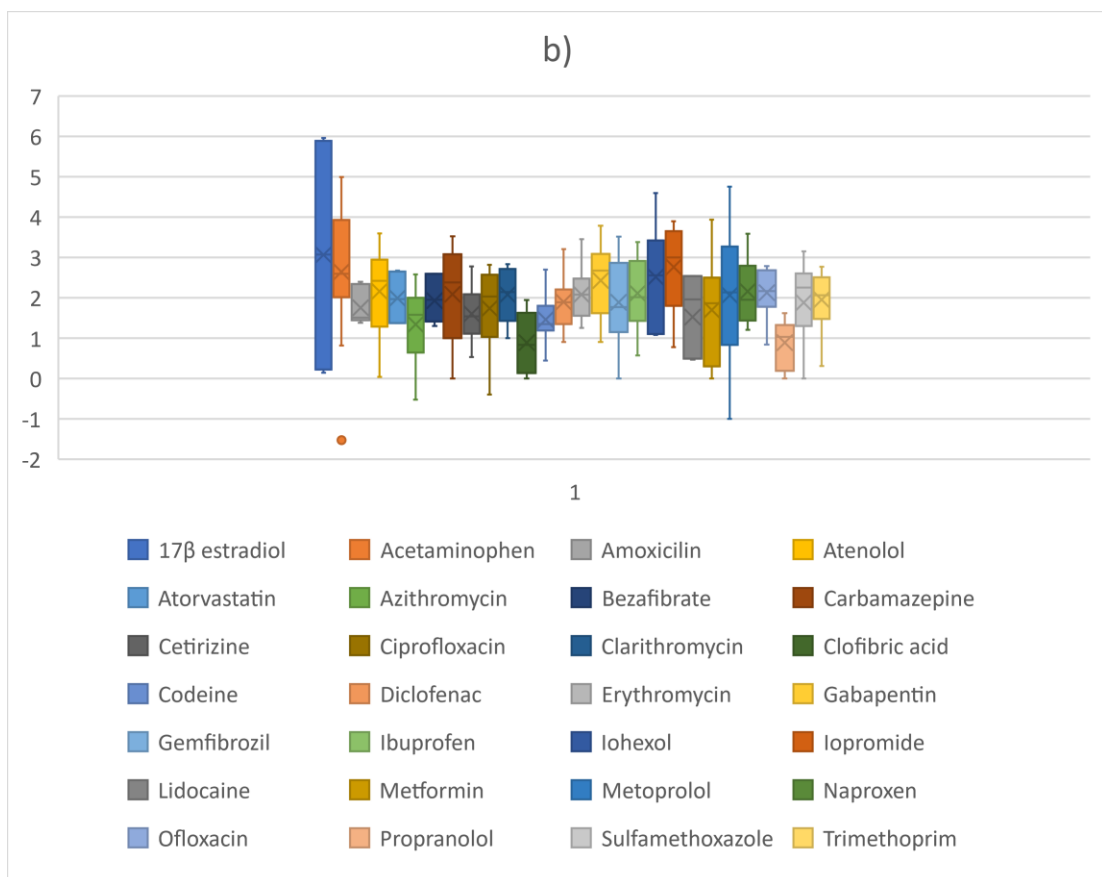 b)
7
6
5
4
3
2
1
0
-1
-2
1
17β estradiol Acetaminophen Amoxicilin Atenolol
Atorvastatin Azithromycin Bezafibrate Carbamazepine
Cetirizine Ciprofloxacin Clarithromycin Clofibric acid
Codeine Diclofenac Erythromycin Gabapentin
Gemfibrozil Ibuprofen Iohexol Iopromide
Lidocaine Metformin Metoprolol Naproxen
Ofloxacin Propranolol Sulfamethoxazole Trimethoprim